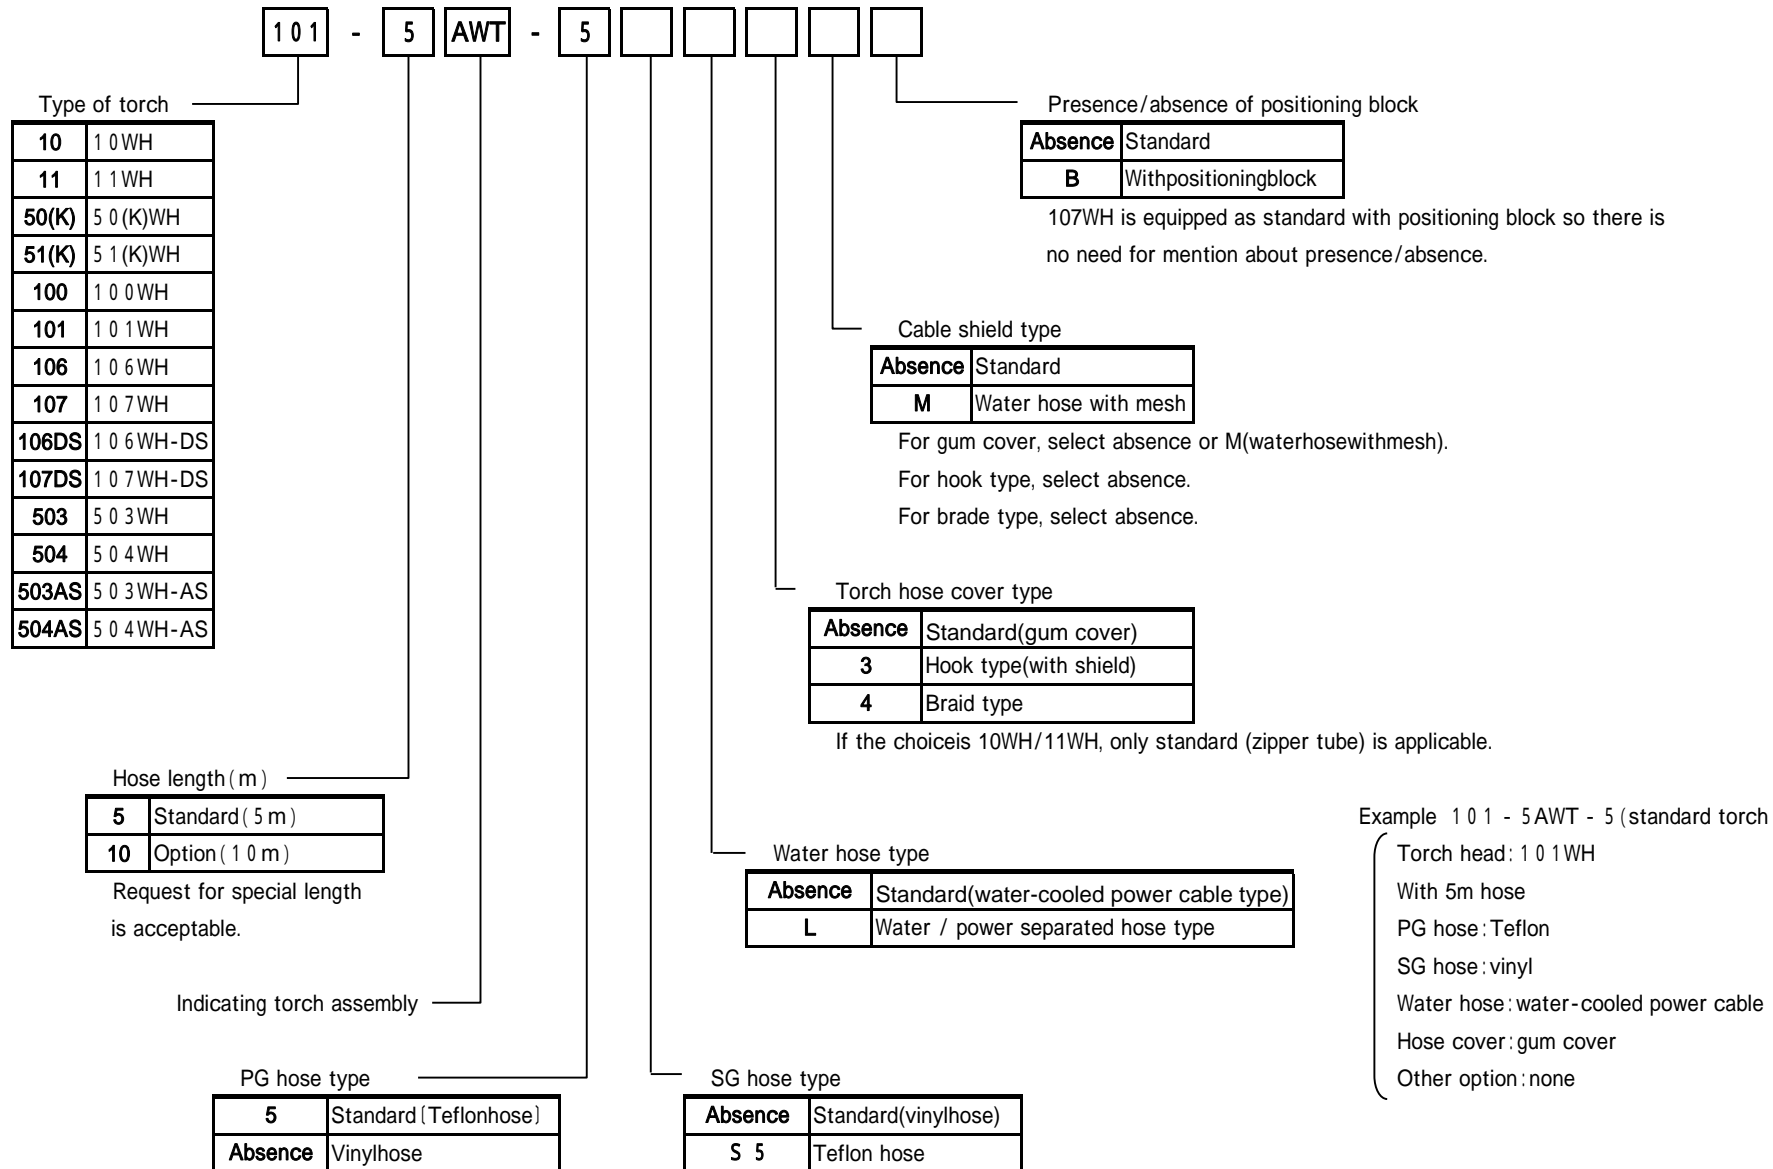 101 - 5 AWT - 5
Type of torch
10 10WH
11 11WH
50(K) 50(K)WH
51(K) 51(K)WH
100 100WH
101 101WH
106 106WH
107 107WH
106DS 106WH-DS
107DS 107WH-DS
503 503WH
504 504WH
503AS 503WH-AS
504AS 504WH-AS
Presence/absence of positioning block
Absence Standard
B Withpositioningblock
107WH is equipped as standard with positioning block so there is
no need for mention about presence/absence.
Cable shield type
Absence Standard
M Water hose with mesh
For gum cover, select absence or M(waterhosewithmesh).
For hook type, select absence.
For brade type, select absence.
Torch hose cover type
Absence Standard(gum cover)
3 Hook type(with shield)
4 Braid type
If the choiceis 10WH/11WH, only standard (zipper tube) is applicable.
Hose length(m)
5 Standard(5m)
10 Option(10m)
Request for special length
is acceptable.
Water hose type
Absence Standard(water-cooled power cable type)
L Water / power separated hose type
Indicating torch assembly
PG hose type
5 Standard[Teflonhose]
Absence Vinylhose
SG hose type
Absence Standard(vinylhose)
S5 Teflon hose
Example 101-5AWT-5(standard torch
Torch head:101WH
With 5m hose
PG hose:Teflon
SG hose:vinyl
Water hose:water-cooled power cable
Hose cover:gum cover
Other option:none